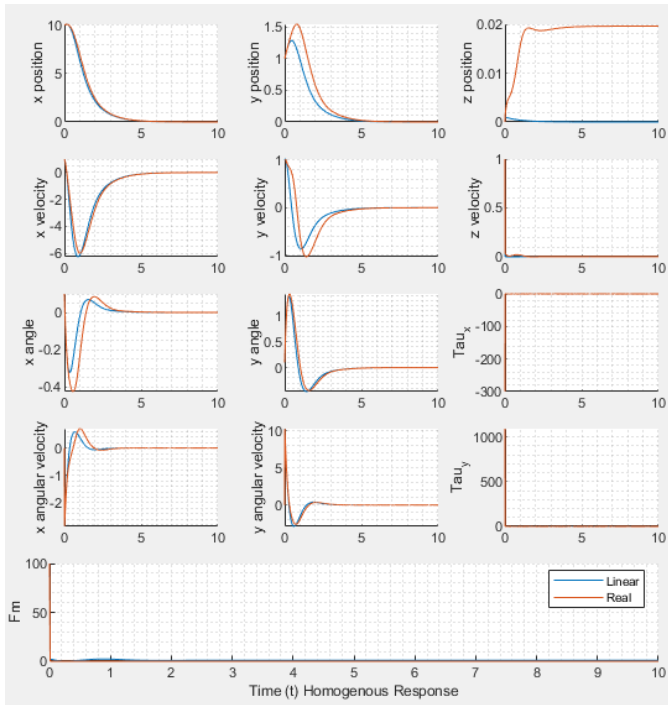 x position
10
5
0
0 5 10
y position
1.5
1
0.5
0
0 5 10
z position
0.02
0.01
0
0 5 10
x velocity
0
-2
-4
-6
0 5 10
y velocity
1
0
-1
0 5 10
z velocity
1
0.5
0
0 5 10
x angle
0
-0.2
-0.4
0 5 10
y angle
1
0
0 5 10
Tau_x
0
-100
-200
-300
0 5 10
x angular velocity
0
-1
-2
0 5 10
y angular velocity
10
5
0
0 5 10
Tau_y
1000
500
0
0 5 10
Fm
100
50
0
Linear
Real
0 1 2 3 4 5 6 7 8 9 10
Time (t) Homogenous Response